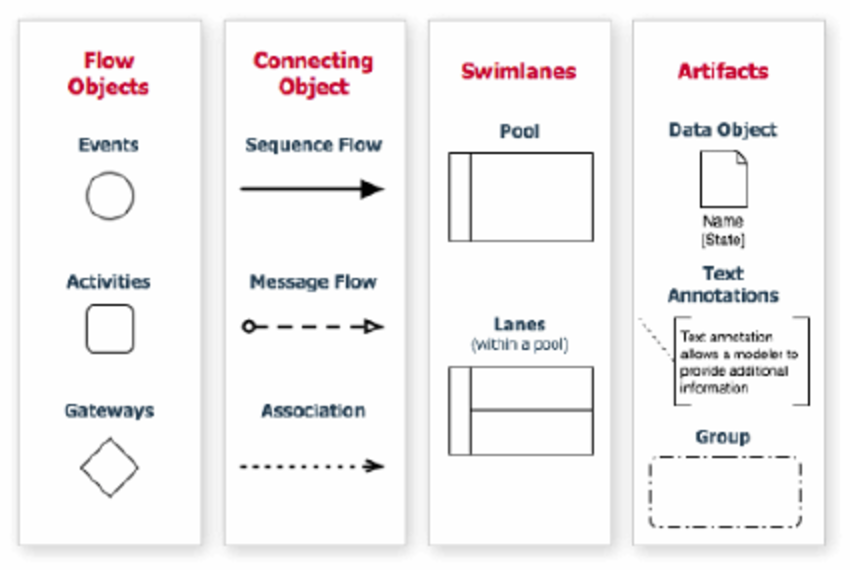 Flow
Objects
Events
Activities
Gateways
Connecting
Object
Sequence Flow
Message Flow
Association
Swimlanes
Pool
Lanes
(within a pool)
Artifacts
Data Object
Name
[State]
Text
Annotations
Text annotation
allows a modeler to
provide additional
information
Group